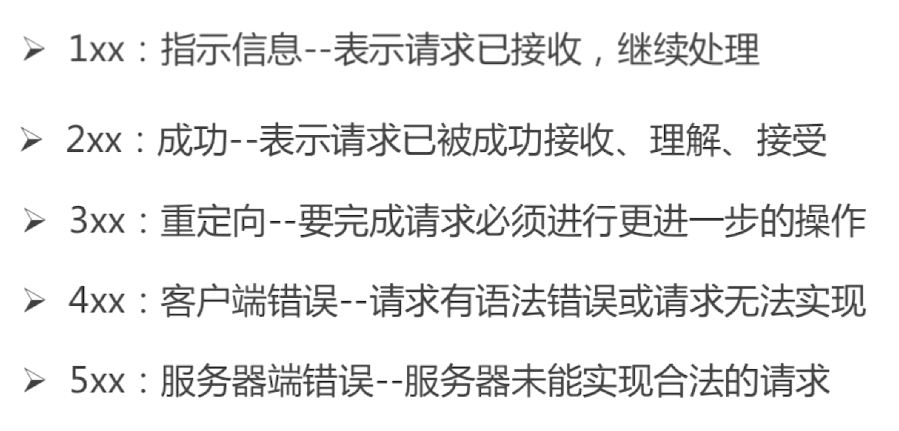 ➢ 1xx：指示信息--表示请求已接收，继续处理
➢ 2xx：成功--表示请求已被成功接收、理解、接受
➢ 3xx：重定向--要完成请求必须进行更进一步的操作
➢ 4xx：客户端错误--请求有语法错误或请求无法实现
➢ 5xx：服务器端错误--服务器未能实现合法的请求